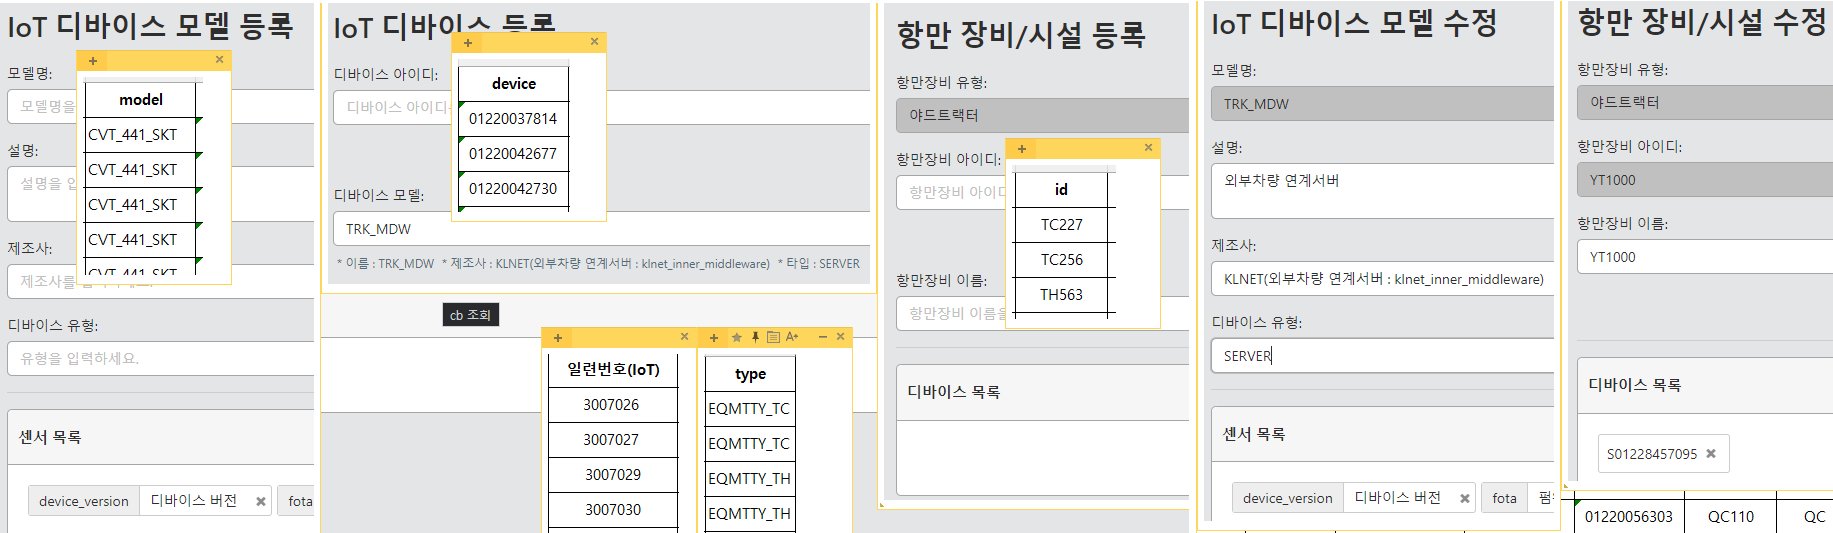 IoT 디바이스 모델 등록
모델명:
모델명을
model
CVT_441_SKT
CVT_441_SKT
CVT_441_SKT
CVT_441_SKT
CVT_441_SKT
설명:
설명을
제조사:
제조사를
디바이스 유형:
유형을 입력하세요.
센서 목록
device_version 디바이스 버전 fota
IoT 디바이스 등록
디바이스 아이디:
디바이스 아이디
device
01220037814
01220042677
01220042730
디바이스 모델:
TRK_MDW
* 이름 : TRK_MDW * 제조사 : KLNET(외부차량 연계서버 : klnet_inner_middleware) * 타입 : SERVER
cb 조회
일련번호(IoT)
3007026
3007027
3007029
3007030
type
EQMTTY_TC
EQMTTY_TC
EQMTTY_TH
EQMTTY_TH
항만 장비/시설 등록
항만장비 유형:
야드트랙터
항만장비 아이디:
항만장비 아이디
id
TC227
TC256
TH563
항만장비 이름:
항만장비 이름을
디바이스 목록
IoT 디바이스 모델 수정
모델명:
TRK_MDW
설명:
외부차량 연계서버
제조사:
KLNET(외부차량 연계서버 : klnet_inner_middleware)
디바이스 유형:
SERVER
센서 목록
device_version 디바이스 버전 fota 펌
항만 장비/시설 수정
항만장비 유형:
야드트랙터
항만장비 아이디:
YT1000
항만장비 이름:
YT1000
디바이스 목록
S01228457095
01220056303 QC110 QC